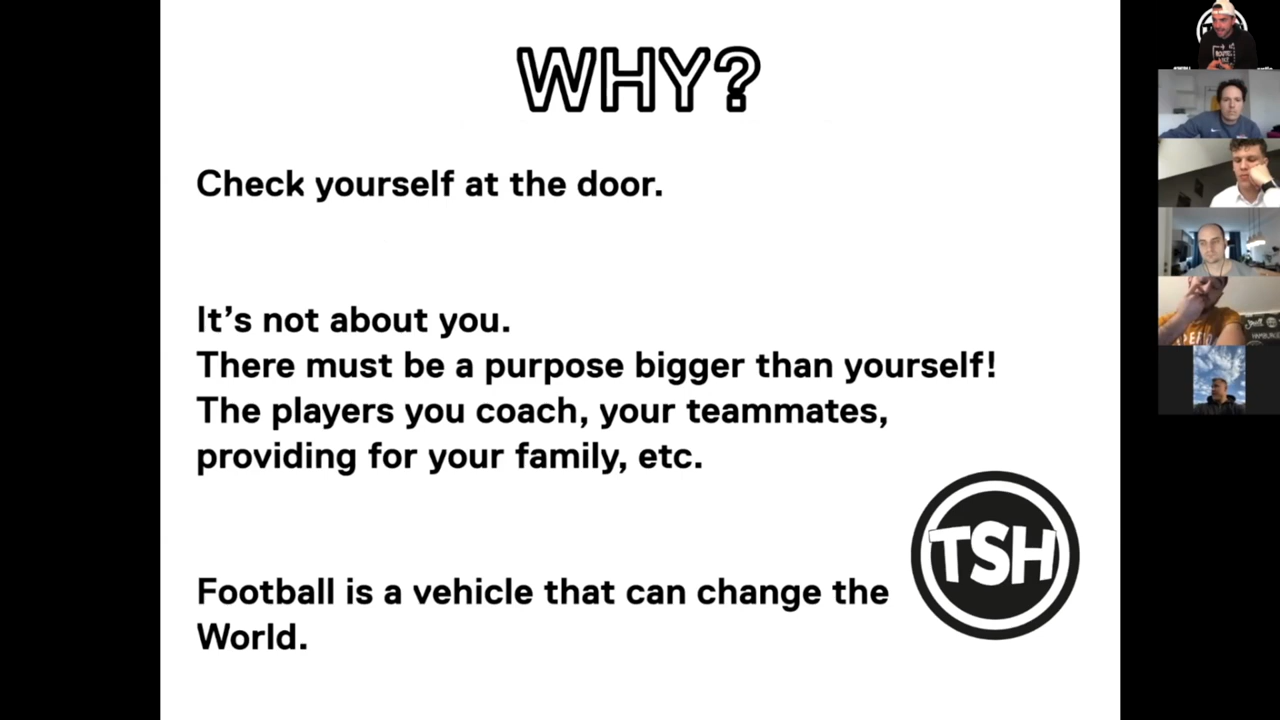 WHY?
Check yourself at the door.
It’s not about you.
There must be a purpose bigger than yourself!
The players you coach, your teammates,
providing for your family, etc.
TSH
Football is a vehicle that can change the
World.